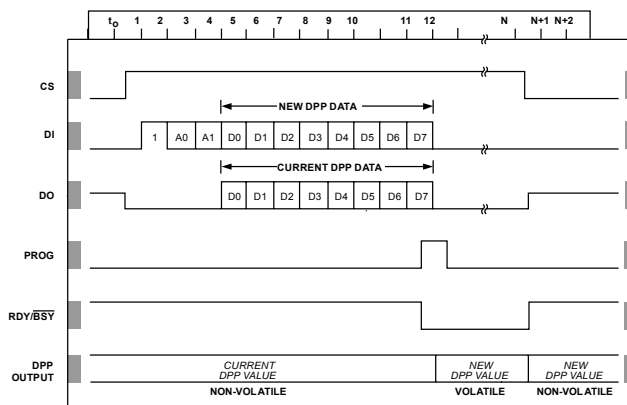 t₀ 1 2 3 4 5 6 7 8 9 10 11 12 N N+1 N+2
CS
NEW DPP DATA
DI 1 A0 A1 D0 D1 D2 D3 D4 D5 D6 D7
CURRENT DPP DATA
DO D0 D1 D2 D3 D4 D5 D6 D7
PROG
RDY/BSY
DPP OUTPUT
CURRENT DPP VALUE
NON-VOLATILE
NEW DPP VALUE
VOLATILE
NEW DPP VALUE
NON-VOLATILE